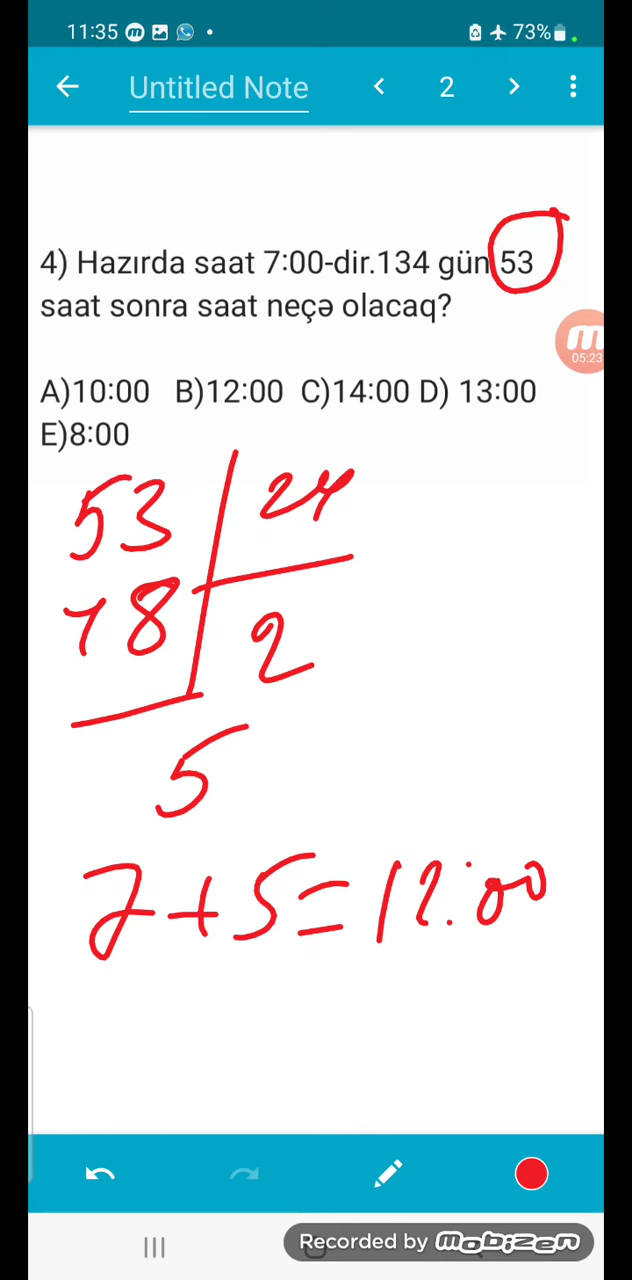 11:35
73%
Untitled Note
2
4) Hazırda saat 7:00-dir.134 gün 53
saat sonra saat neçə olacaq?
05:23
A)10:00 B)12:00 C)14:00 D) 13:00
E)8:00
53 24
48 2
5
7+5=12:00
Recorded by mobizen